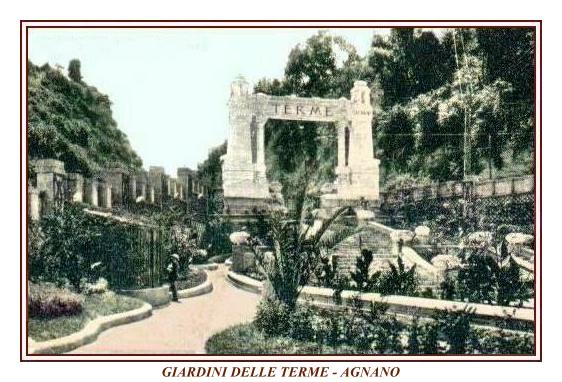 TERME
GIARDINI DELLE TERME - AGNANO